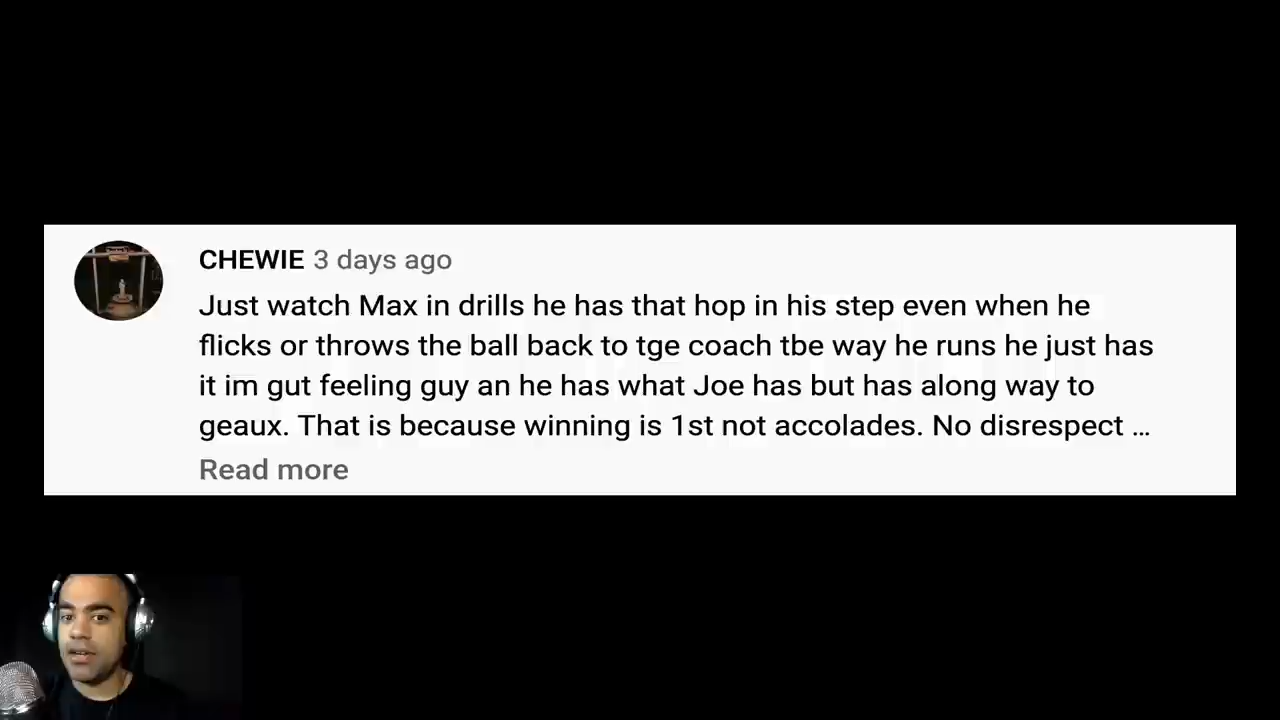 CHEWIE 3 days ago
Just watch Max in drills he has that hop in his step even when he
flicks or throws the ball back to tge coach tbe way he runs he just has
it im gut feeling guy an he has what Joe has but has along way to
geaux. That is because winning is 1st not accolades. No disrespect ...
Read more